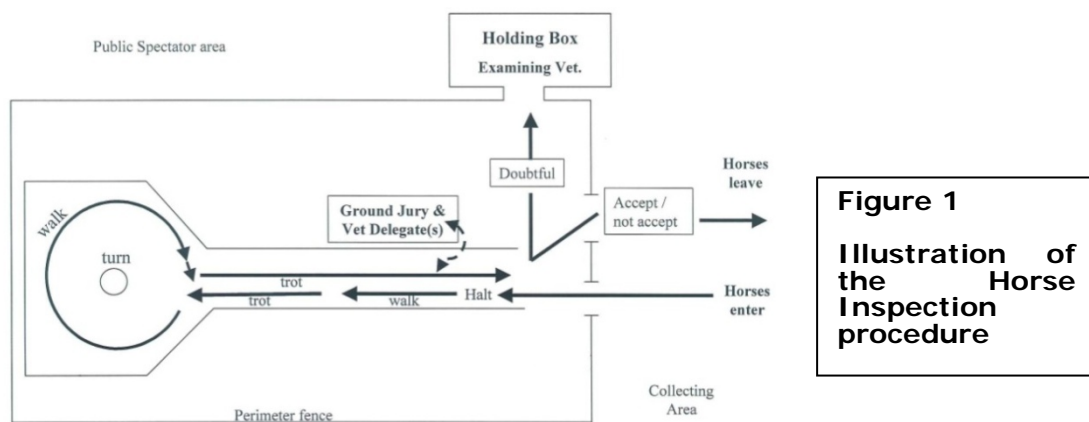 Public Spectator area
Holding Box
Examining Vet.
Doubtful
Horses
leave
Accept /
not accept
Ground Jury &
Vet Delegate(s)
walk
turn
trot
trot
walk
Halt
Horses
enter
Collecting
Area
Perimeter fence
Figure 1
Illustration of
the Horse
Inspection
procedure